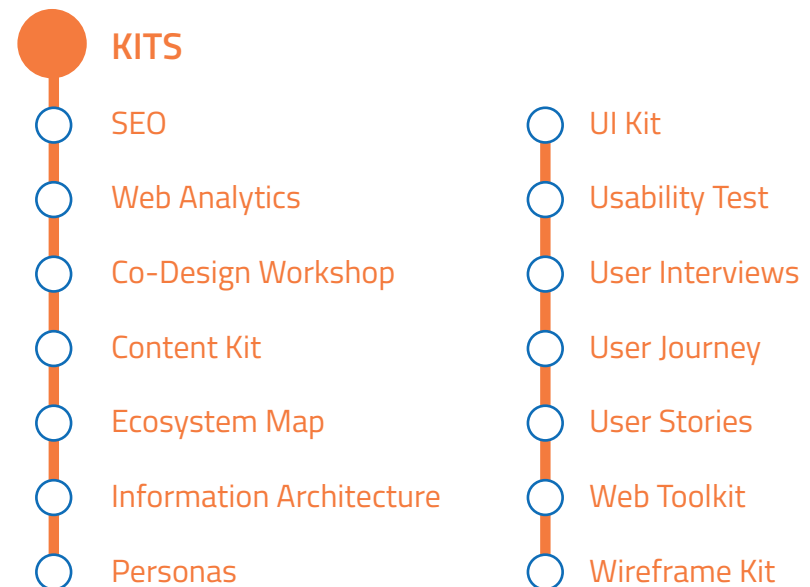 KITS
SEO
Web Analytics
Co-Design Workshop
Content Kit
Ecosystem Map
Information Architecture
Personas
UI Kit
Usability Test
User Interviews
User Journey
User Stories
Web Toolkit
Wireframe Kit